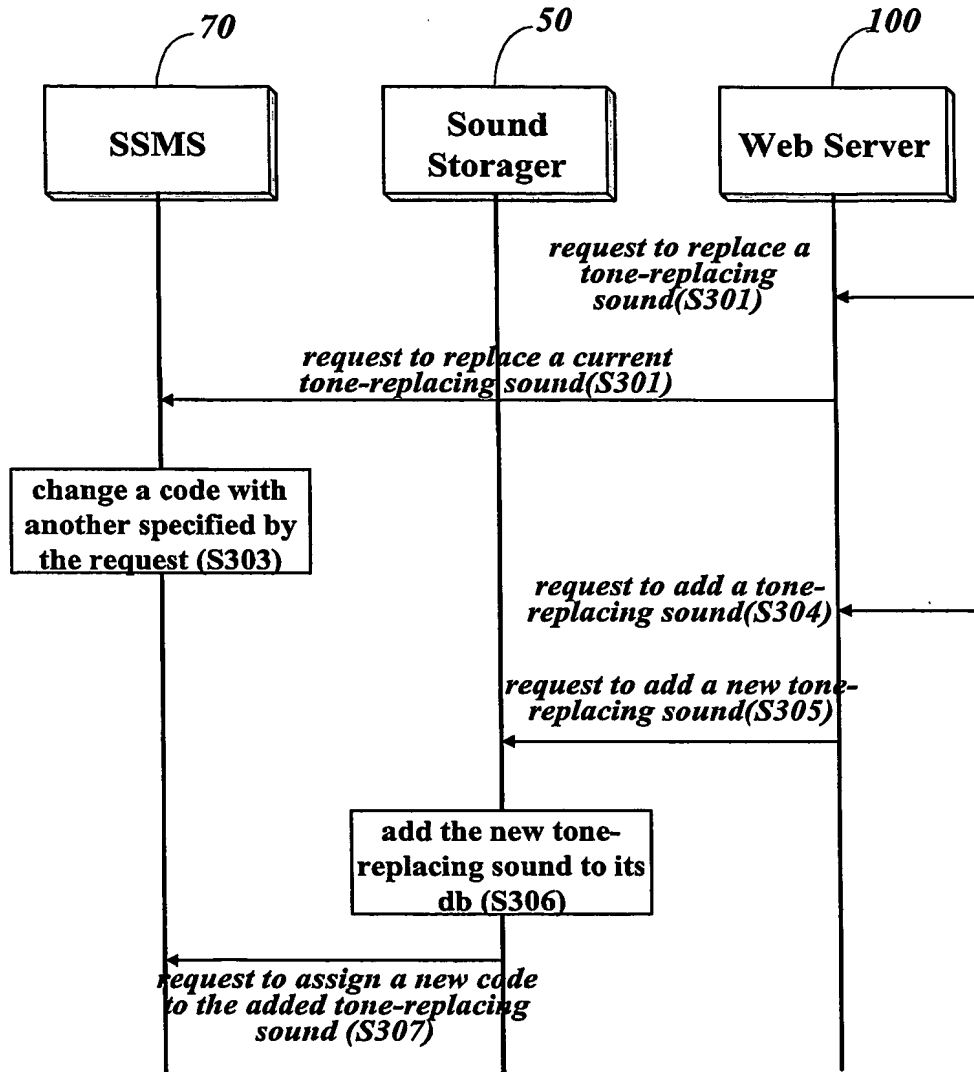 70
50
100
SSMS
Sound
Storager
Web Server
request to replace a
tone-replacing
sound(S301)
request to replace a current
tone-replacing sound(S301)
change a code with
another specified by
the request (S303)
request to add a tone-
replacing sound(S304)
request to add a new tone-
replacing sound(S305)
add the new tone-
replacing sound to its
db (S306)
request to assign a new code
to the added tone-replacing
sound (S307)